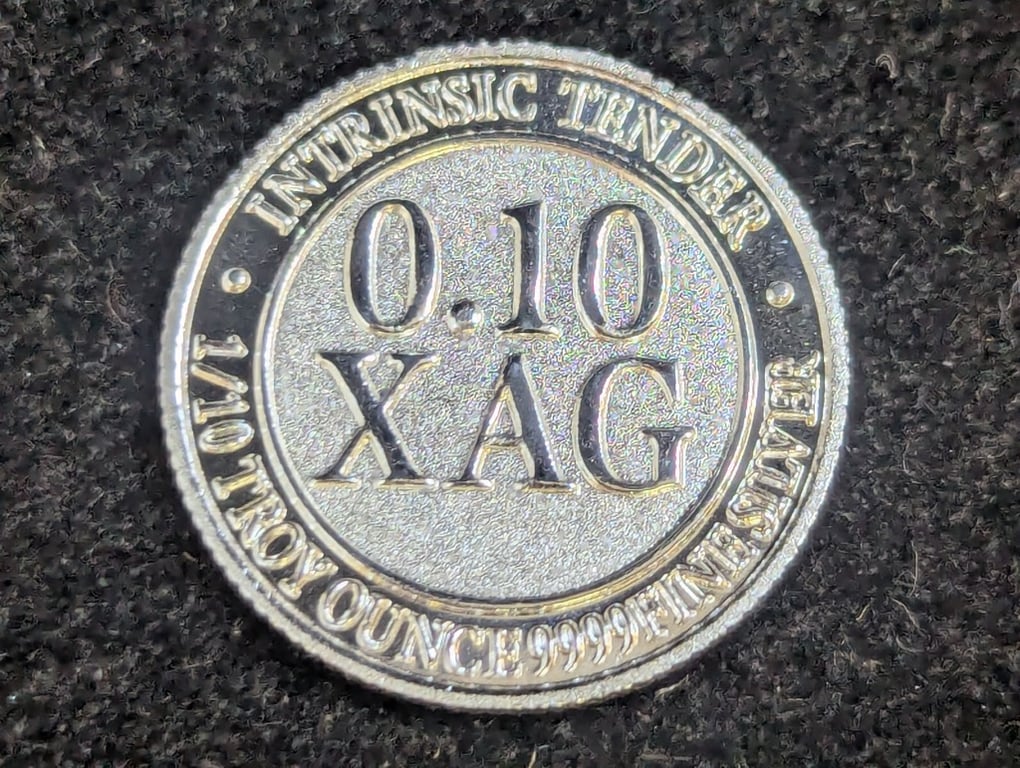 INTRINSIC TENDER
0.10
XAG
1/10 TROY OUNCE 9999 FINE SILVER